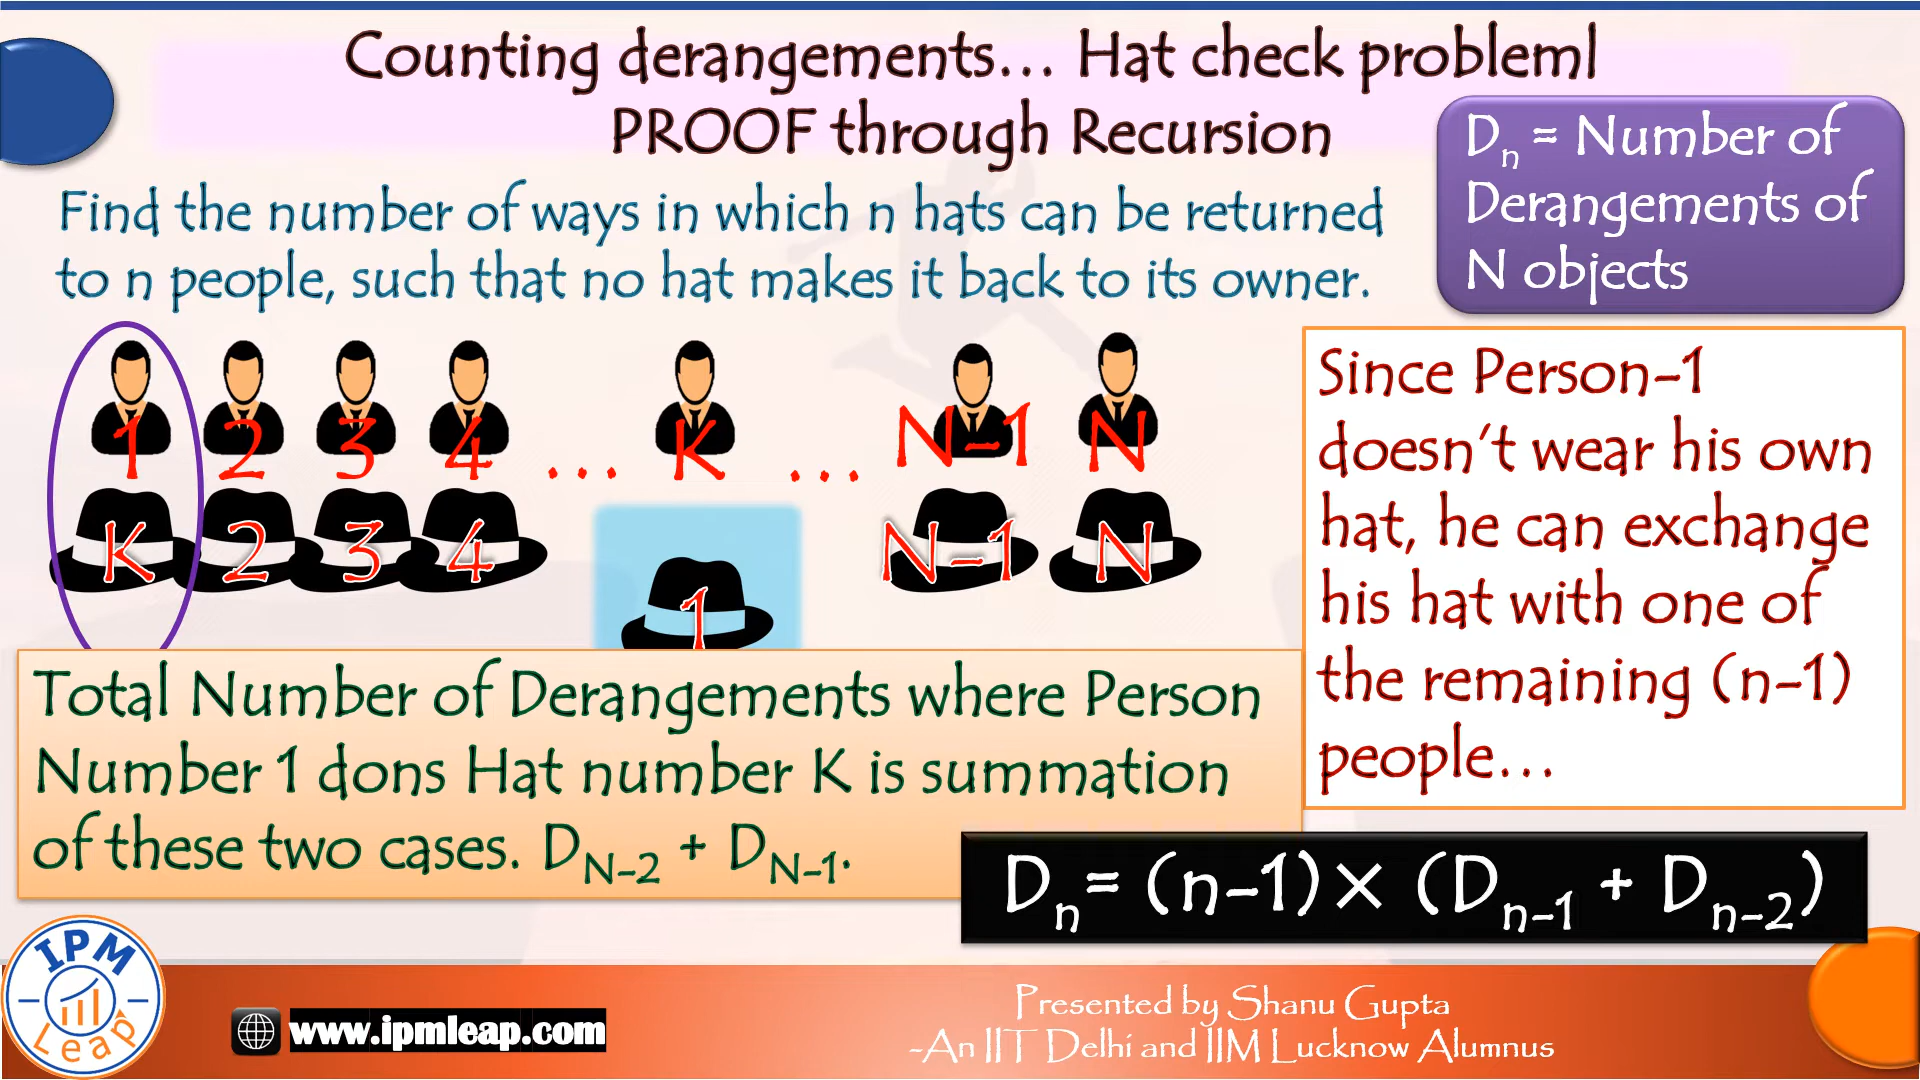 Counting derangements... Hat check problem!
PROOF through Recursion
Dₙ = Number of
Derangements of
N objects
Find the number of ways in which n hats can be returned
to n people, such that no hat makes it back to its owner.
1 2 3 4 ... K ... N-1 N
K 2 3 4 1 N-1 N
Since Person-1
doesn't wear his own
hat, he can exchange
his hat with one of
the remaining (n-1)
people...
Total Number of Derangements where Person
Number 1 dons Hat number K is summation
of these two cases. D_N-2 + D_N-1.
Dₙ = (n-1) × (Dₙ₋₁ + Dₙ₋₂)
IPM
Leap
www.ipmleap.com
Presented by Shanu Gupta
-An IIT Delhi and IIM Lucknow Alumnus